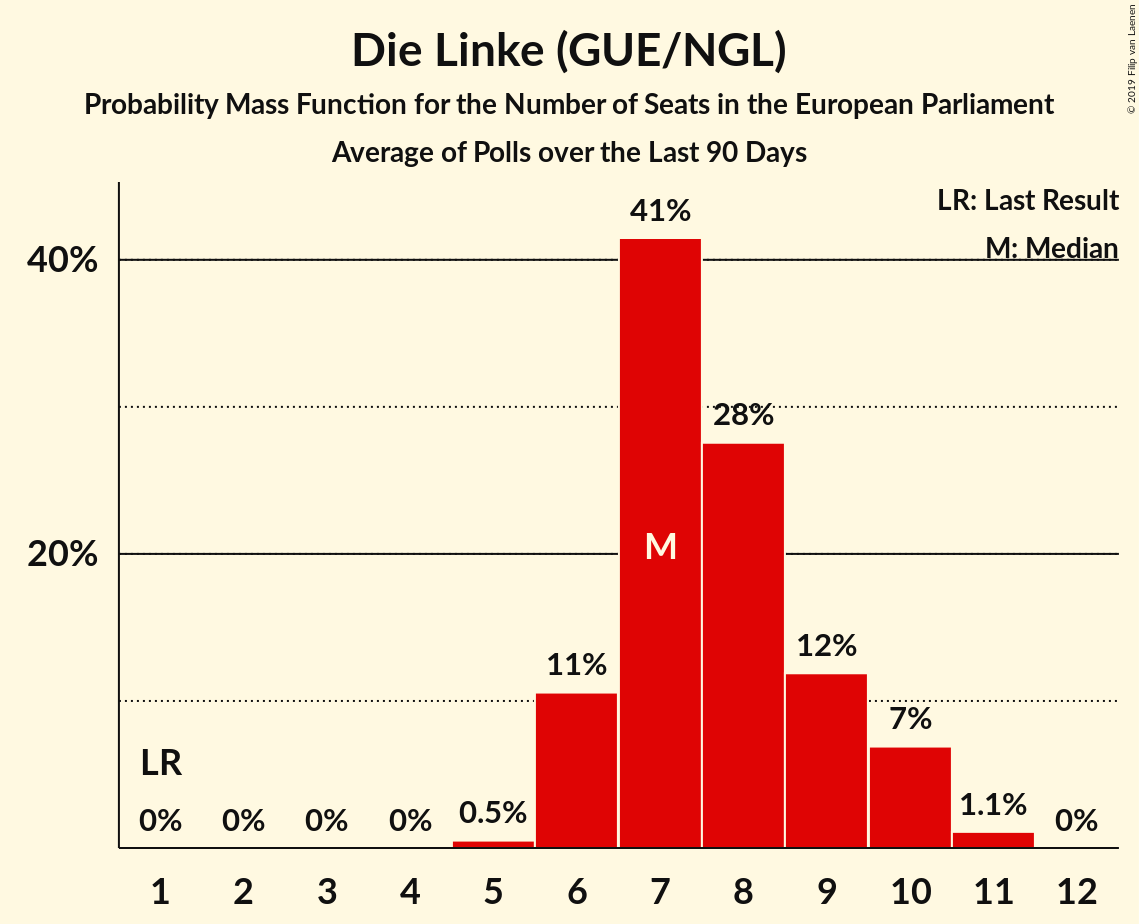 Die Linke (GUE/NGL)
Probability Mass Function for the Number of Seats in the European Parliament
Average of Polls over the Last 90 Days
© 2019 Filip van Laenen
LR: Last Result
M: Median
40%
20%
41%
28%
M
11%
12%
7%
LR
0%
0%
0%
0%
0.5%
1.1%
0%
1 2 3 4 5 6 7 8 9 10 11 12